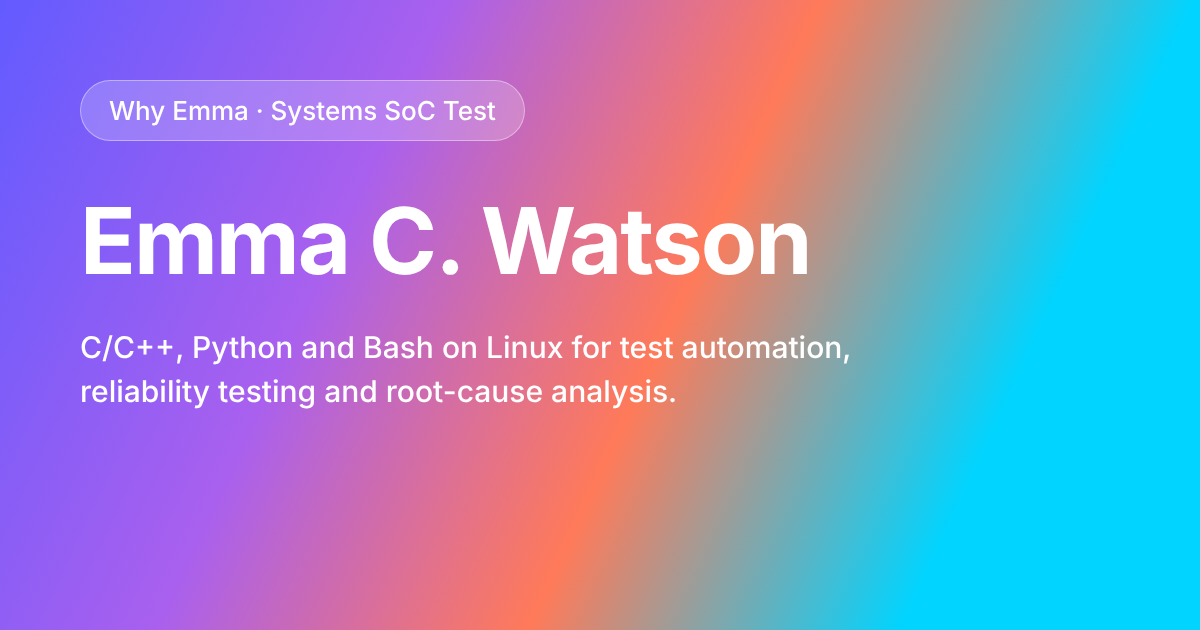 Why Emma · Systems SoC Test
Emma C. Watson
C/C++, Python and Bash on Linux for test automation,
reliability testing and root-cause analysis.